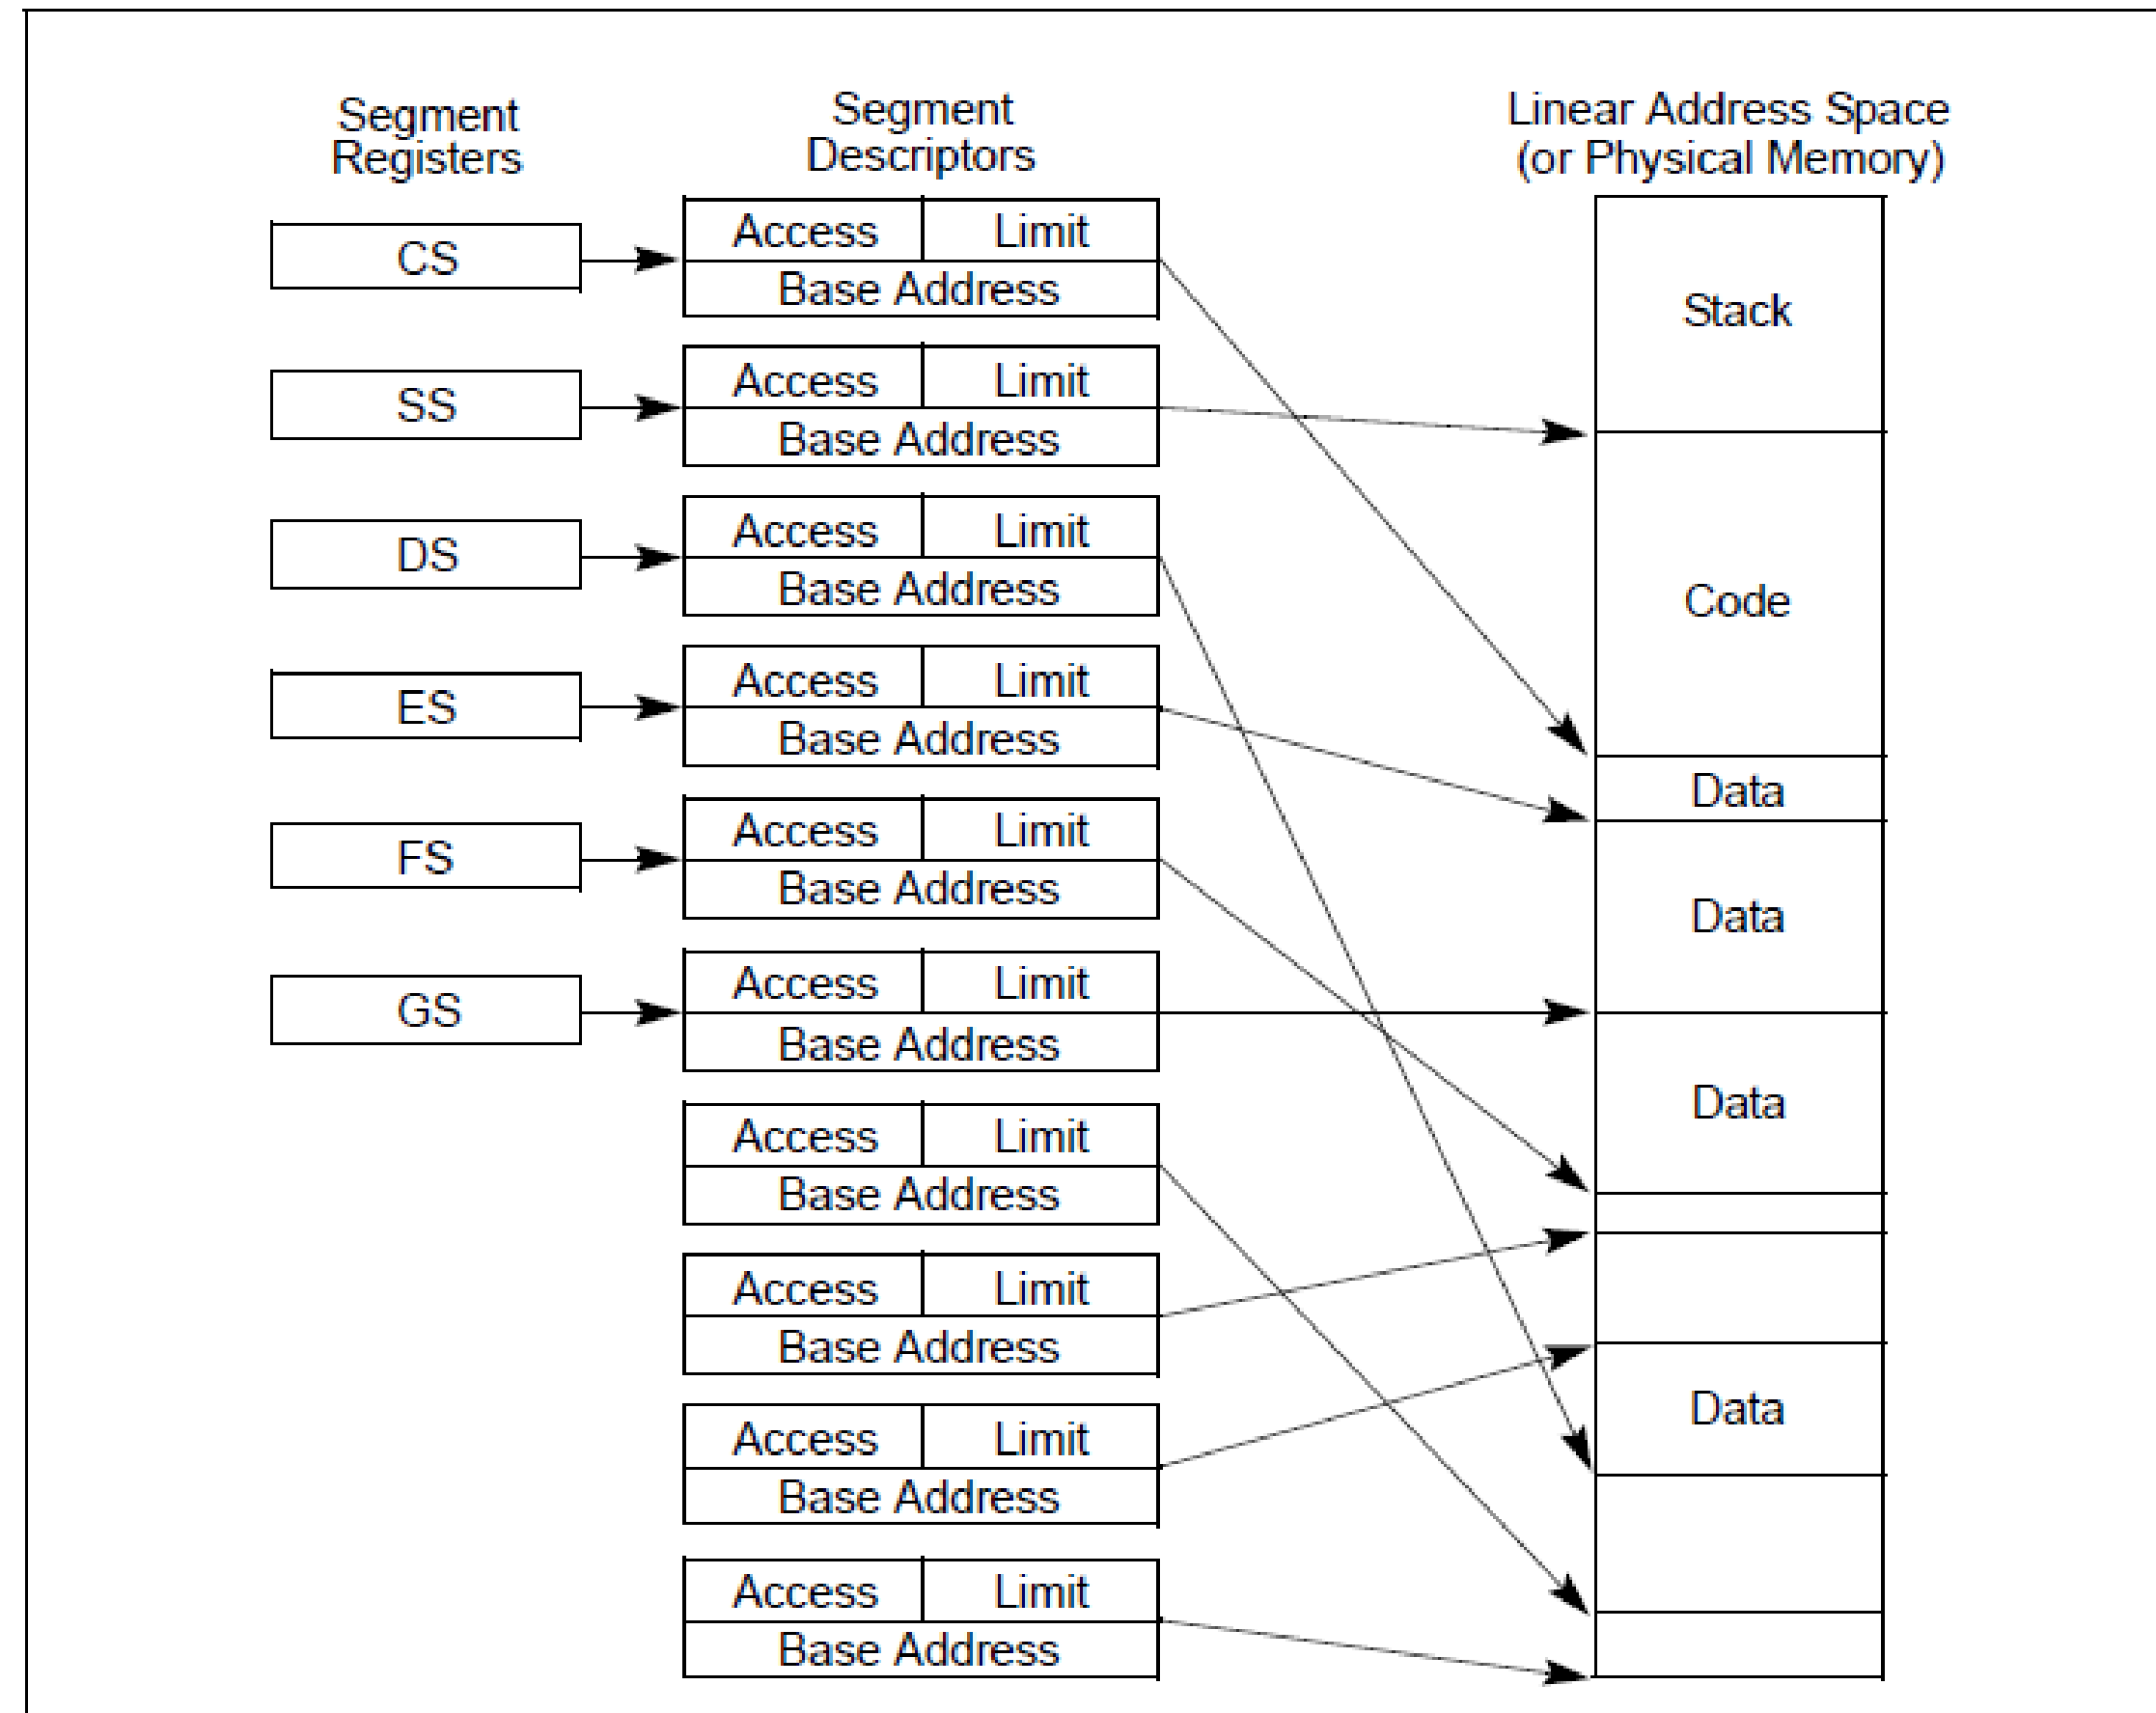 Segment
Registers
Segment
Descriptors
Linear Address Space
(or Physical Memory)
CS
Access Limit
Base Address
Stack
SS
Access Limit
Base Address
DS
Access Limit
Base Address
Code
ES
Access Limit
Base Address
Data
FS
Access Limit
Base Address
Data
GS
Access Limit
Base Address
Data
Access Limit
Base Address
Access Limit
Base Address
Access Limit
Base Address
Data
Access Limit
Base Address